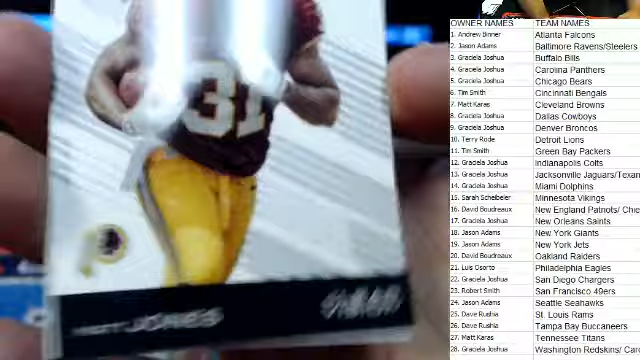 31
JONES
OWNER NAMES TEAM NAMES
1. Andrew Binner Atlanta Falcons
2. Jason Adams Baltimore Ravens/Steelers
3. Graciela Joshua Buffalo Bills
4. Graciela Joshua Carolina Panthers
5. Graciela Joshua Chicago Bears
6. Tim Smith Cincinnati Bengals
7. Matt Karas Cleveland Browns
8. Graciela Joshua Dallas Cowboys
9. Graciela Joshua Denver Broncos
10. Terry Rode Detroit Lions
11. Tim Smith Green Bay Packers
12. Graciela Joshua Indianapolis Colts
13. Graciela Joshua Jacksonville Jaguars/Texan
14. Graciela Joshua Miami Dolphins
15. Sarah Scheibeler Minnesota Vikings
16. David Boudreaux New England Patriots/ Chie
17. Graciela Joshua New Orleans Saints
18. Jason Adams New York Giants
19. Jason Adams New York Jets
20. David Boudreaux Oakland Raiders
21. Luis Osorto Philadelphia Eagles
22. Graciela Joshua San Diego Chargers
23. Robert Smith San Francisco 49ers
24. Jason Adams Seattle Seahawks
25. Dave Rushia St. Louis Rams
26. Dave Rushia Tampa Bay Buccaneers
27. Matt Karas Tennessee Titans
28. Graciela Joshua Washington Redskins/ Car